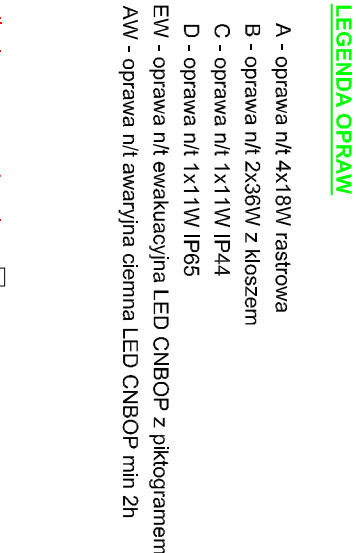 LEGENDA OPRAW
A - oprawa n/t 4x18W rastrowa
B - oprawa n/t 2x36W z kloszem
C - oprawa n/t 1x11W IP44
D - oprawa n/t 1x11W IP65
EW - oprawa n/t ewakuacyjna LED CNBOP z piktogramem
AW - oprawa n/t awaryjna ciemna LED CNBOP min 2h